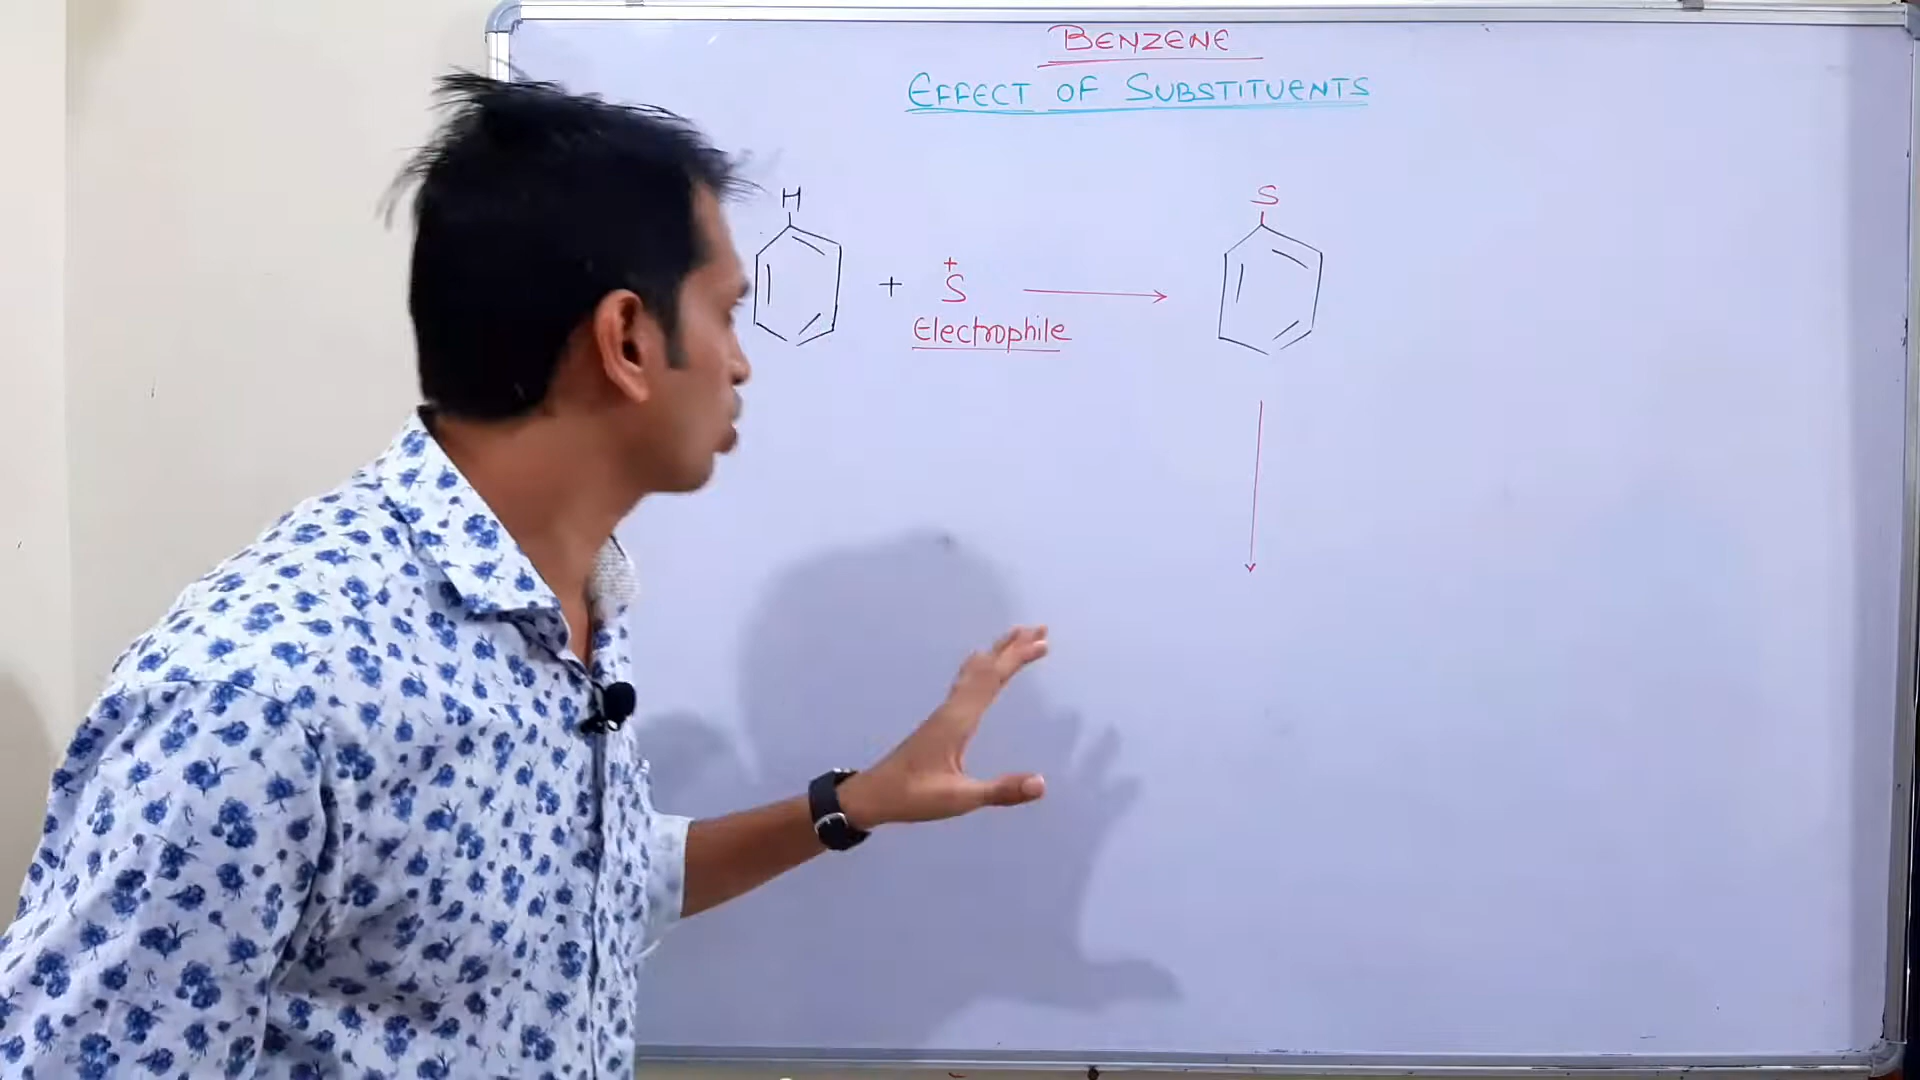 BENZENE
EFFECT OF SUBSTITUENTS
H
S
+
+ S
Electrophile